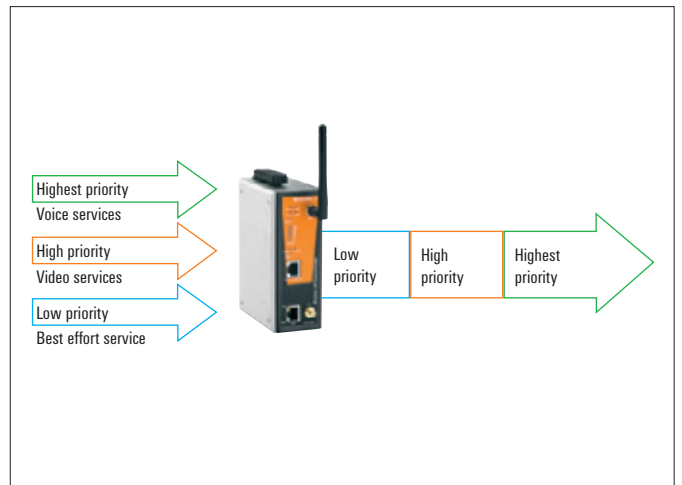 Highest priority
Voice services
High priority
Video services
Low priority
Best effort service
Low
priority
High
priority
Highest
priority